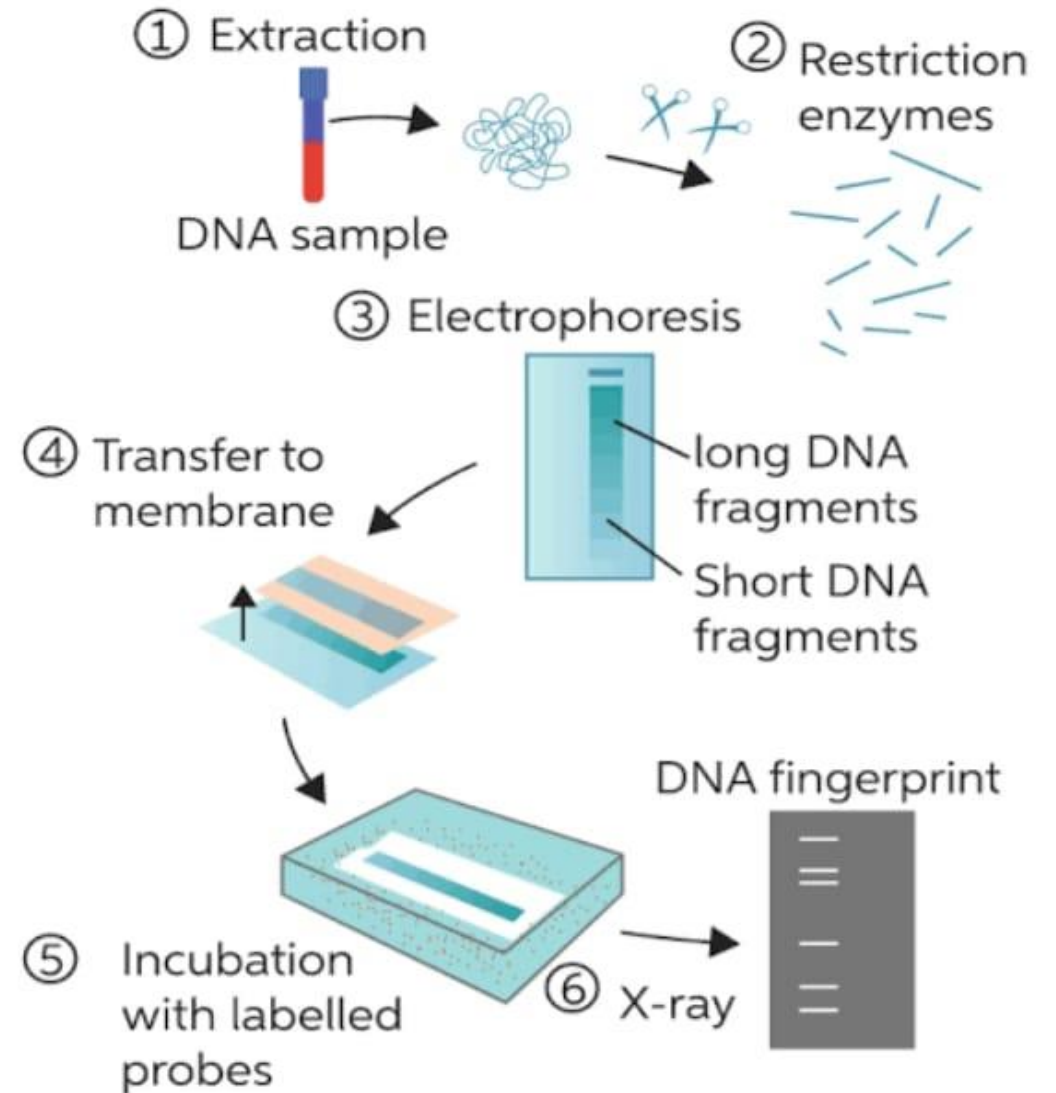 ① Extraction
DNA sample
② Restriction
enzymes
③ Electrophoresis
long DNA
fragments
Short DNA
fragments
④ Transfer to
membrane
⑤ Incubation
with labelled
probes
⑥ X-ray
DNA fingerprint